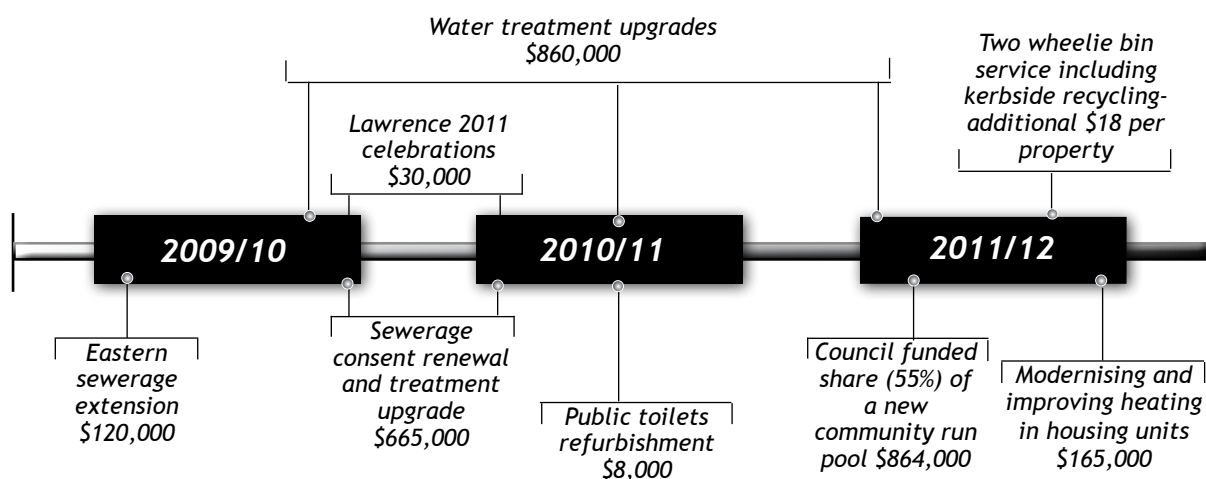 Water treatment upgrades
$860,000
Two wheelie bin
service including
kerbside recycling-
additional $18 per
property
Lawrence 2011
celebrations
$30,000
2009/10
2010/11
2011/12
Eastern
sewerage
extension
$120,000
Sewerage
consent renewal
and treatment
upgrade
$665,000
Public toilets
refurbishment
$8,000
Council funded
share (55%) of
a new
community run
pool $864,000
Modernising and
improving heating
in housing units
$165,000